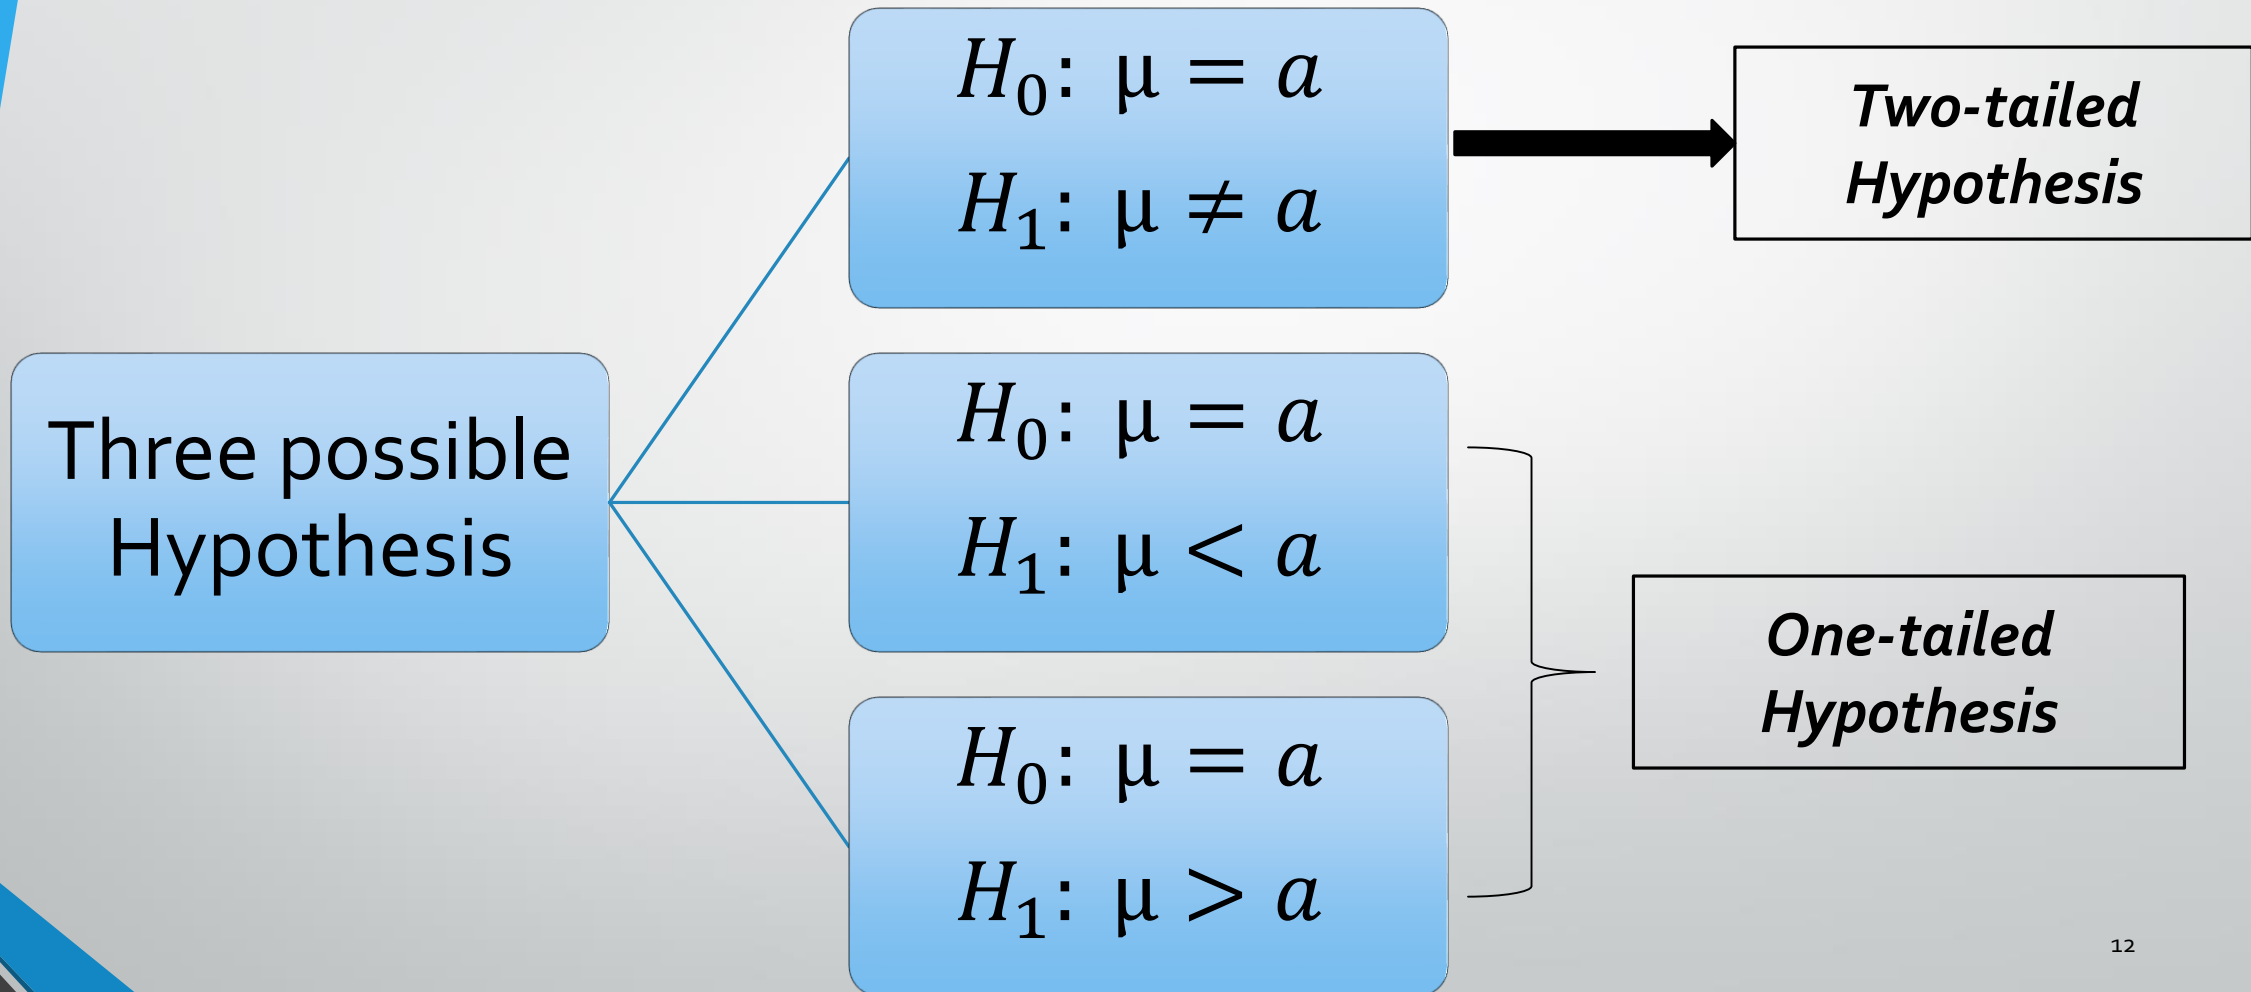 H₀: μ = a
H₁: μ ≠ a
Two-tailed
Hypothesis
Three possible
Hypothesis
H₀: μ = a
H₁: μ < a
One-tailed
Hypothesis
H₀: μ = a
H₁: μ > a
12